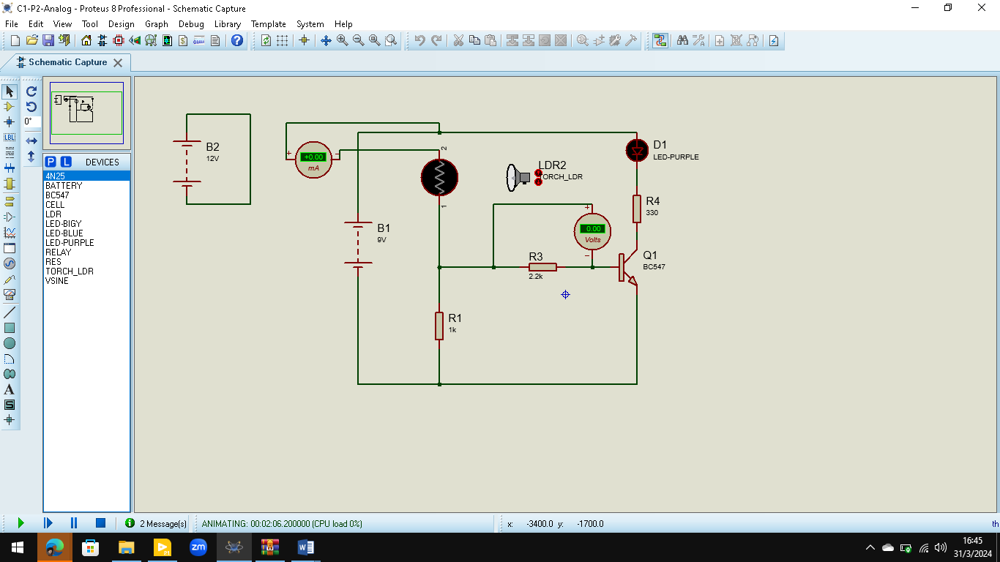 C1-P2-Analog - Proteus 8 Professional - Schematic Capture
File Edit View Tool Design Graph Debug Library Template System Help
Schematic Capture
0°
LBL
P L DEVICES
4N25
BATTERY
BC547
CELL
LDR
LED-BIGY
LED-BLUE
LED-PURPLE
RELAY
RES
TORCH_LDR
VSINE
A
S
B2
12V
+
+0.00
mA
−
2
1
B1
9V
LDR2
TORCH_LDR
D1
LED-PURPLE
R4
330
+
0.00
Volts
−
R3
2.2k
Q1
BC547
R1
1k
2 Message(s)
ANIMATING: 00:02:06.200000 (CPU load 0%)
x: -3400.0 y: -1700.0
th
21
zm
W
16:45
31/3/2024